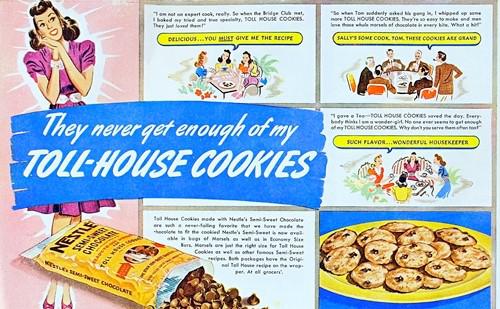 "I am not an expert cook, really. So when the Bridge Club met,
I baked my tried and true specialty, TOLL HOUSE COOKIES.
They just loved them!"
DELICIOUS...YOU MUST GIVE ME THE RECIPE
"So when Tom suddenly asked his gang in, I whipped up some
more TOLL HOUSE COOKIES. They're so easy to make and men
love those whole morsels of chocolate in every bite. What a hit!"
SALLY'S SOME COOK, TOM. THESE COOKIES ARE GRAND
"I gave a Tea—TOLL HOUSE COOKIES saved the day. Every-
body thinks I am a wonder-girl. No one ever seems to get enough
of my TOLL HOUSE COOKIES. Why don't you serve them often too?"
SUCH FLAVOR...WONDERFUL HOUSEKEEPER
They never get enough of my
TOLL-HOUSE COOKIES
Toll House Cookies made with Nestle's Semi-Sweet Chocolate
are such a never-failing favorite that we have made the
chocolate to fit the cookies! Nestle's Semi-Sweet is now avail-
able in bags of Morsels as well as in Economy Size
Bars. Morsels are just the right size for Toll House
Cookies as well as other famous Semi-Sweet
recipes. Both packages have the Origi-
nal Toll House recipe on the wrap-
per. At all grocers'.
NESTLE'S
SEMI-SWEET
CHOCOLATE
NESTLE'S SEMI-SWEET CHOCOLATE